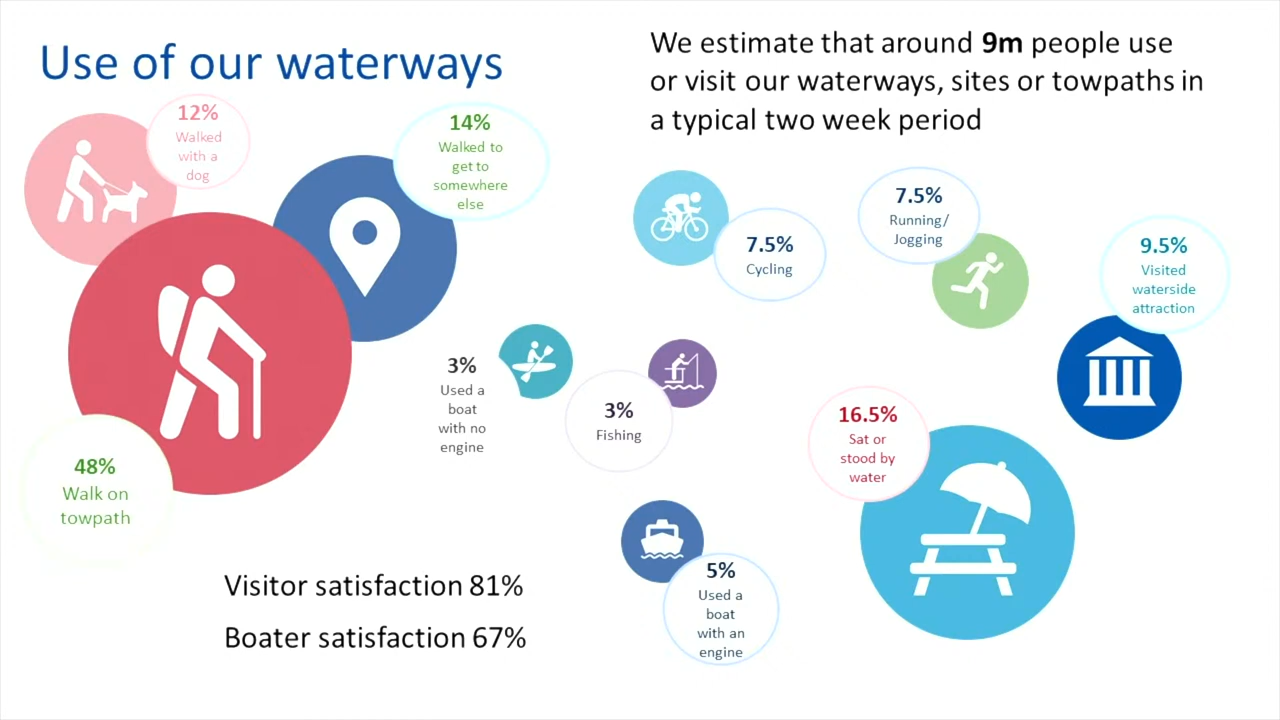 Use of our waterways
We estimate that around 9m people use
or visit our waterways, sites or towpaths in
a typical two week period
12%
Walked
with a
dog
14%
Walked to
get to
somewhere
else
48%
Walk on
towpath
7.5%
Cycling
7.5%
Running/
Jogging
9.5%
Visited
waterside
attraction
3%
Used a
boat
with no
engine
3%
Fishing
16.5%
Sat or
stood by
water
5%
Used a
boat
with an
engine
Visitor satisfaction 81%
Boater satisfaction 67%